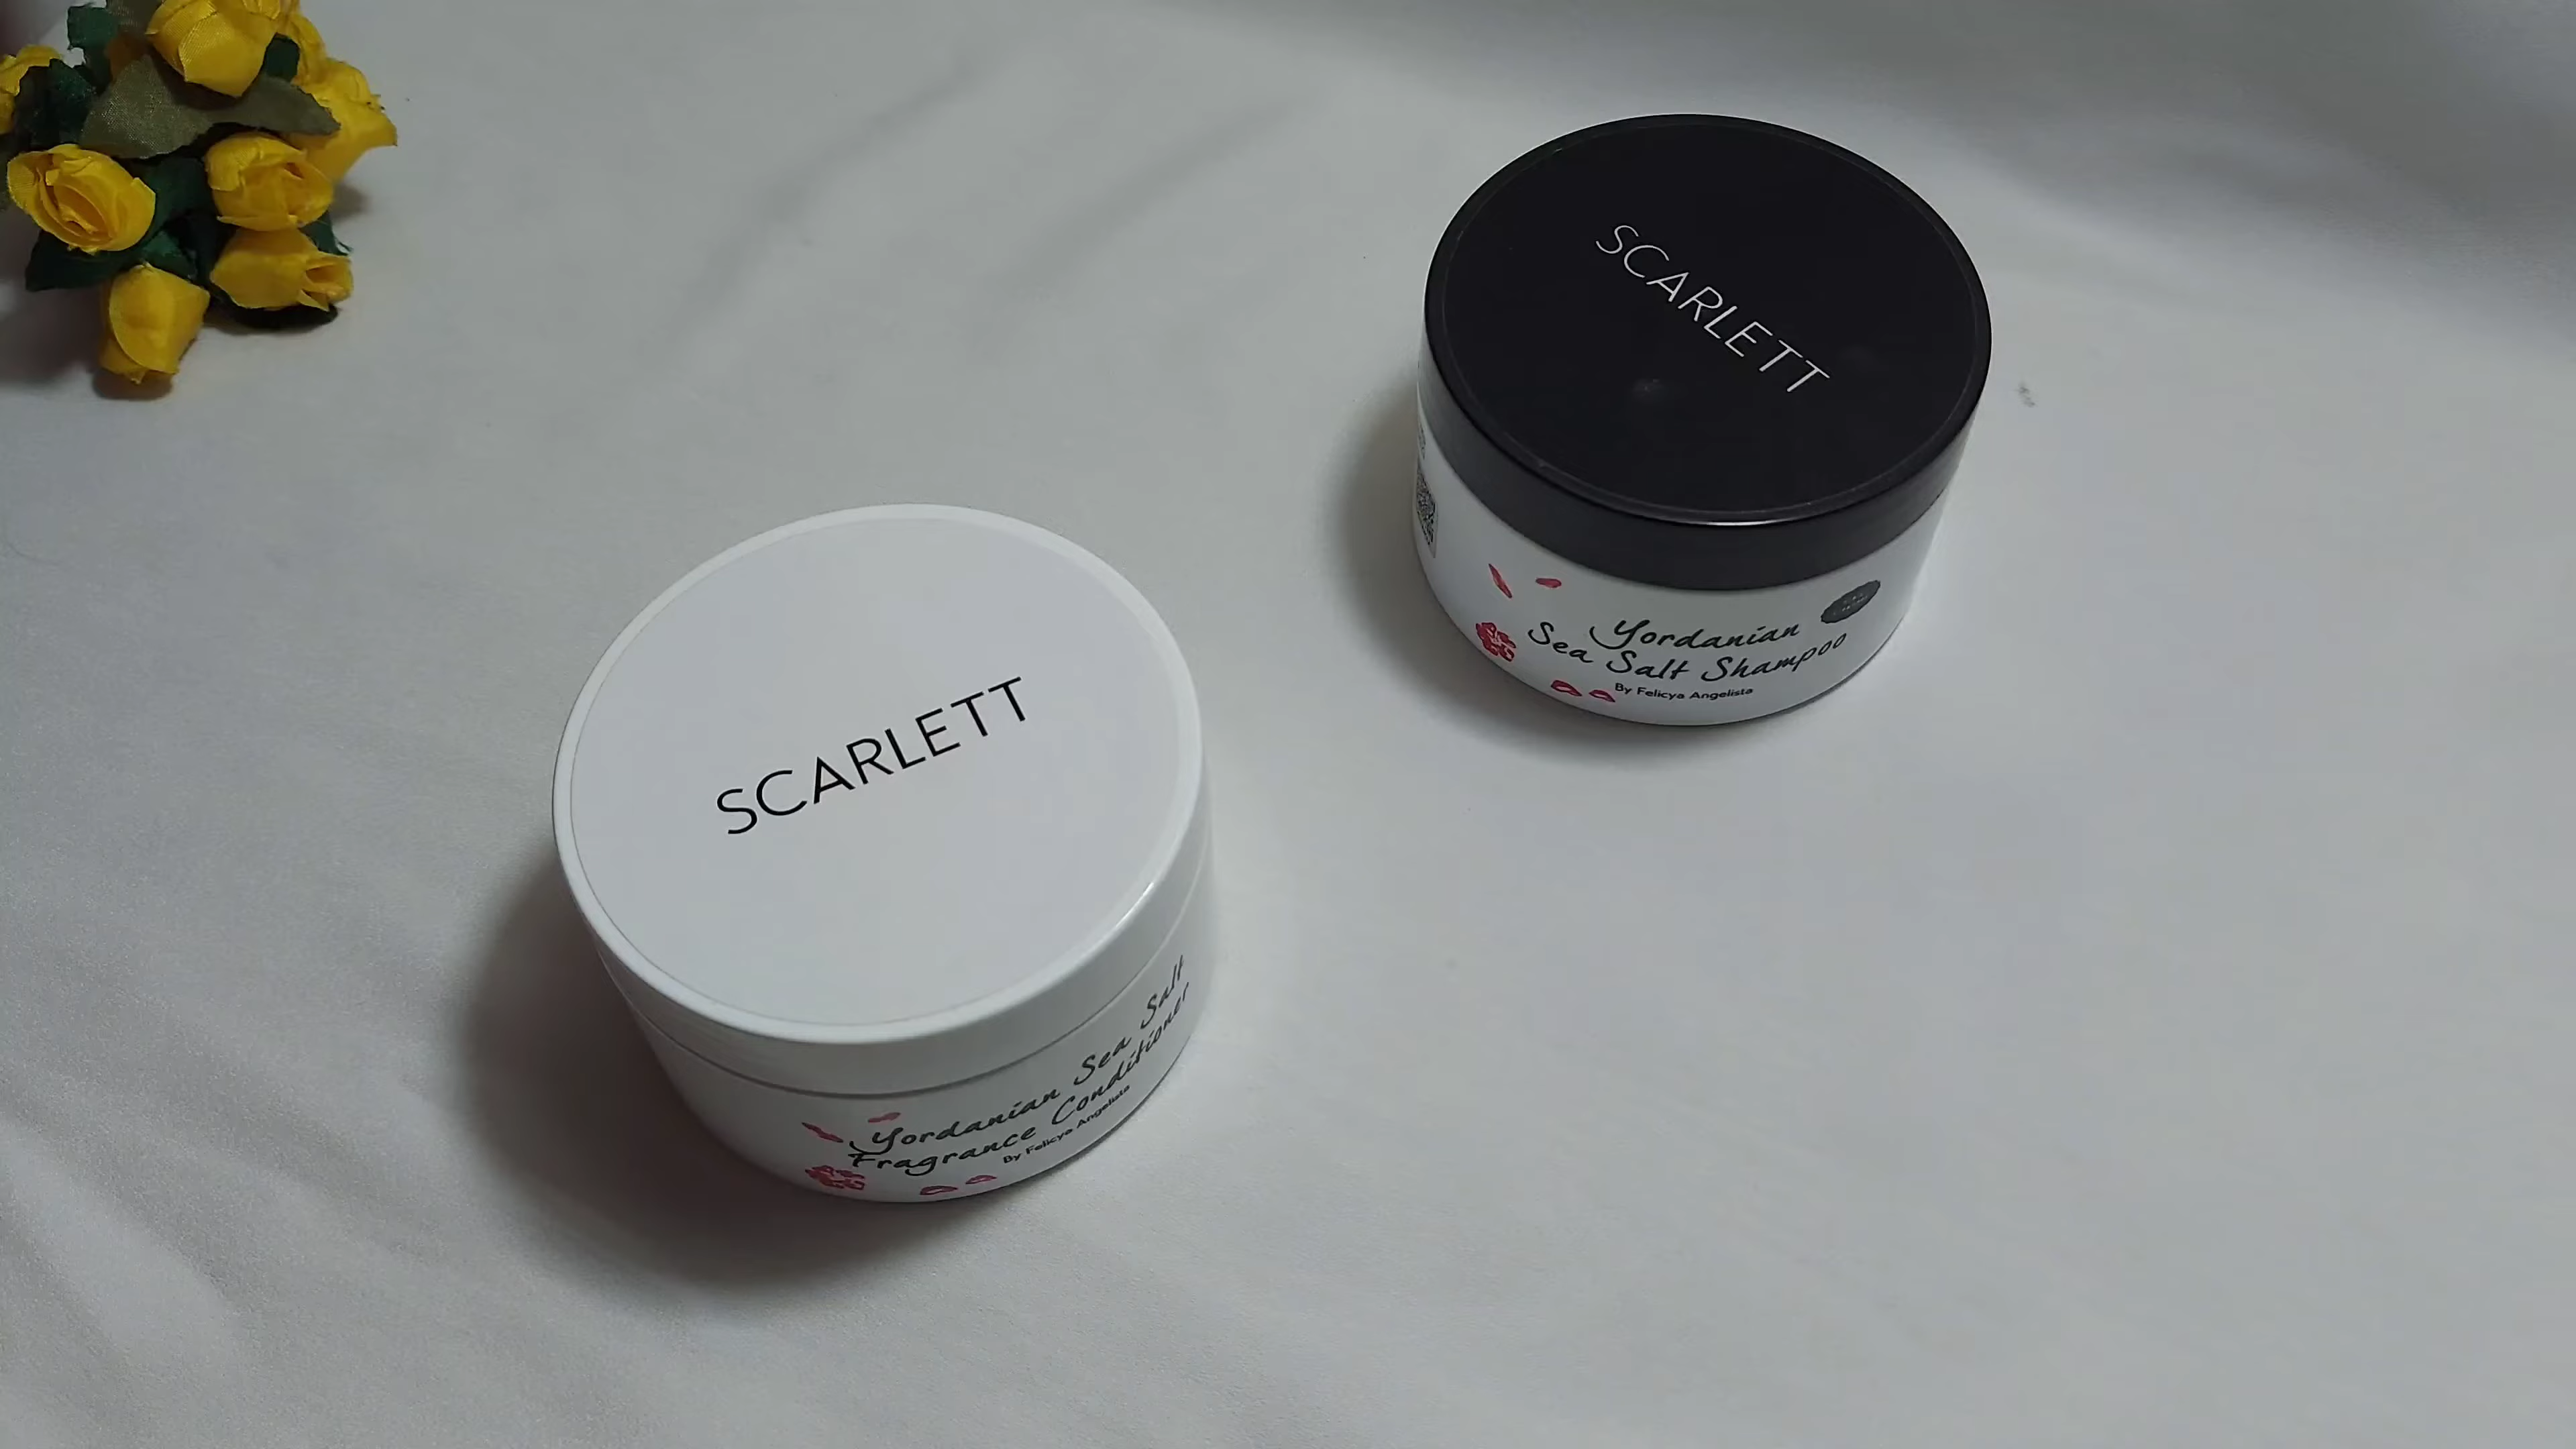 SCARLETT
Yordanian
Sea Salt Shampoo
By Felicya Angelista
SCARLETT
Yordanian Sea Salt
Fragrance Conditioner
By Felicya Angelista